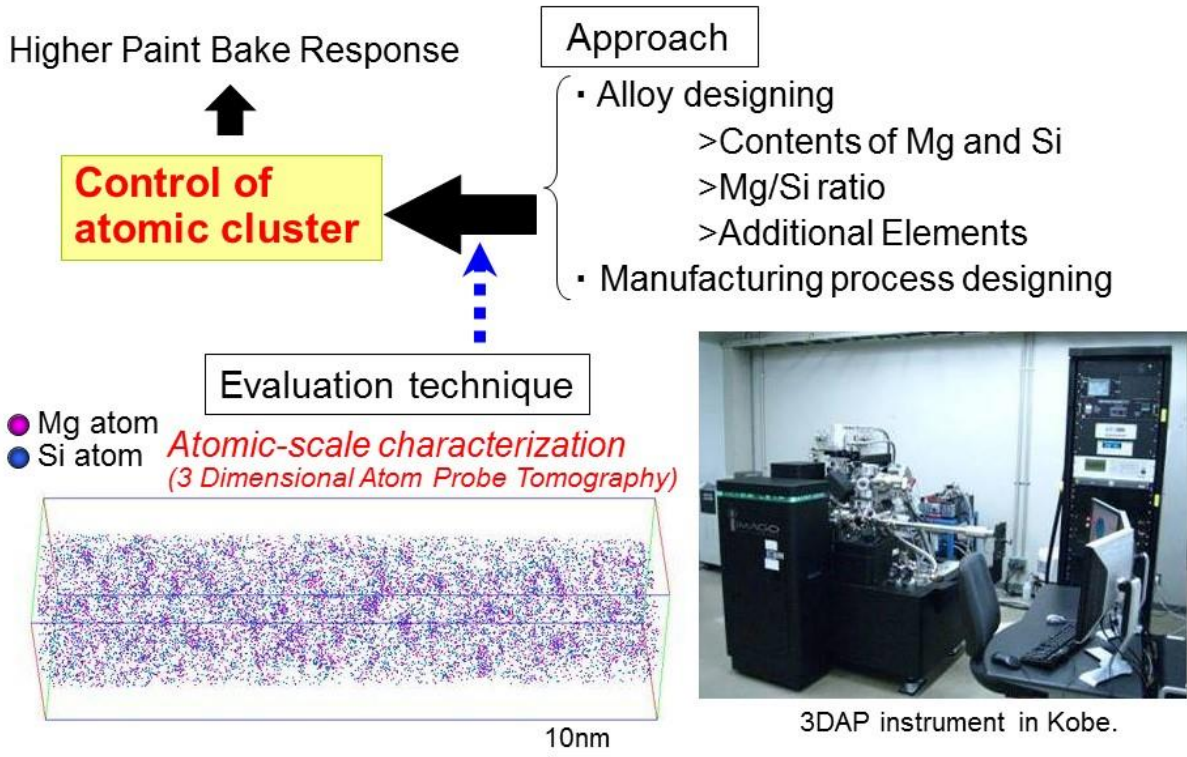 Higher Paint Bake Response
Approach
・Alloy designing
>Contents of Mg and Si
>Mg/Si ratio
>Additional Elements
・Manufacturing process designing
Control of
atomic cluster
Evaluation technique
Mg atom
Si atom
Atomic-scale characterization
(3 Dimensional Atom Probe Tomography)
10nm
IMAGO
3DAP instrument in Kobe.